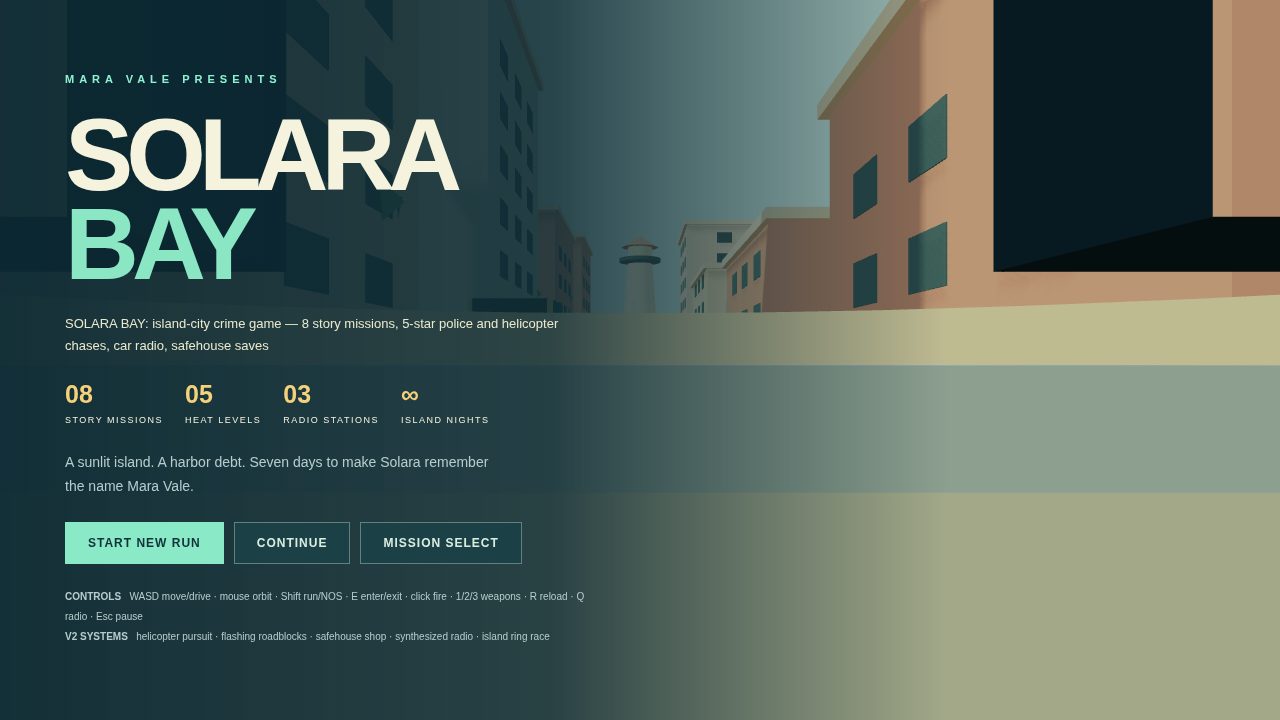 MARA VALE PRESENTS
SOLARA
BAY
SOLARA BAY: island-city crime game — 8 story missions, 5-star police and helicopter
chases, car radio, safehouse saves
08 05 03 ∞
STORY MISSIONS HEAT LEVELS RADIO STATIONS ISLAND NIGHTS
A sunlit island. A harbor debt. Seven days to make Solara remember
the name Mara Vale.
START NEW RUN CONTINUE MISSION SELECT
CONTROLS WASD move/drive · mouse orbit · Shift run/NOS · E enter/exit · click fire · 1/2/3 weapons · R reload · Q
radio · Esc pause
V2 SYSTEMS helicopter pursuit · flashing roadblocks · safehouse shop · synthesized radio · island ring race